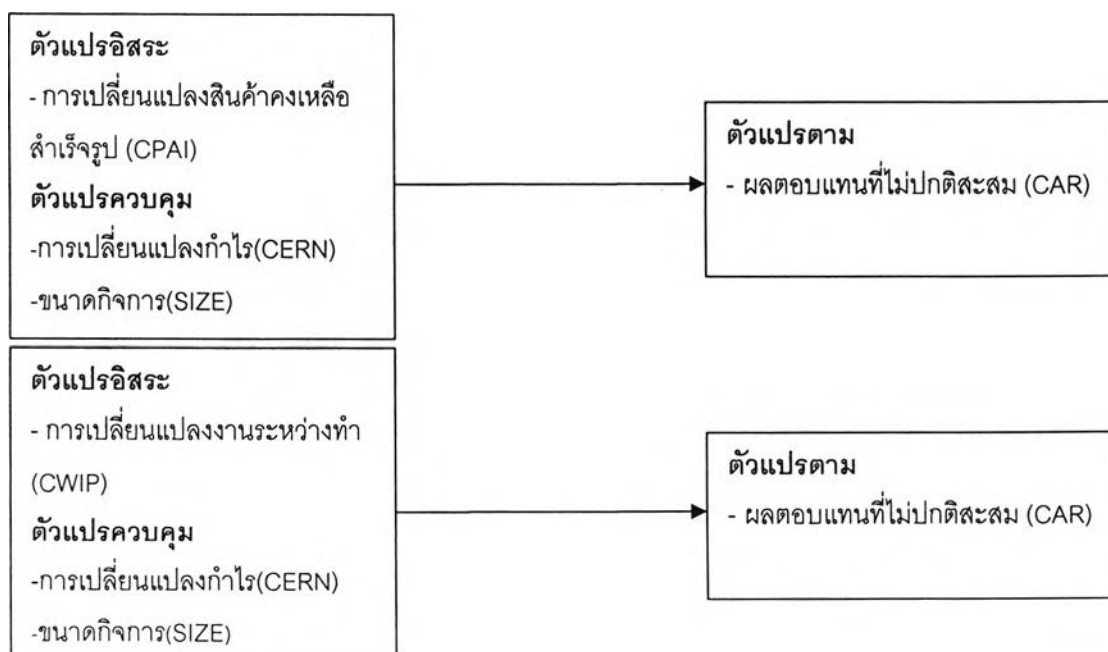 ตัวแปรอิสระ
- การเปลี่ยนแปลงสินค้าคงเหลือ
สำเร็จรูป (CPAI)
ตัวแปรควบคุม
-การเปลี่ยนแปลงกำไร(CERN)
-ขนาดกิจการ(SIZE)
ตัวแปรตาม
- ผลตอบแทนที่ไม่ปกติสะสม (CAR)
ตัวแปรอิสระ
- การเปลี่ยนแปลงงานระหว่างทำ
(CWIP)
ตัวแปรควบคุม
-การเปลี่ยนแปลงกำไร(CERN)
-ขนาดกิจการ(SIZE)
ตัวแปรตาม
- ผลตอบแทนที่ไม่ปกติสะสม (CAR)